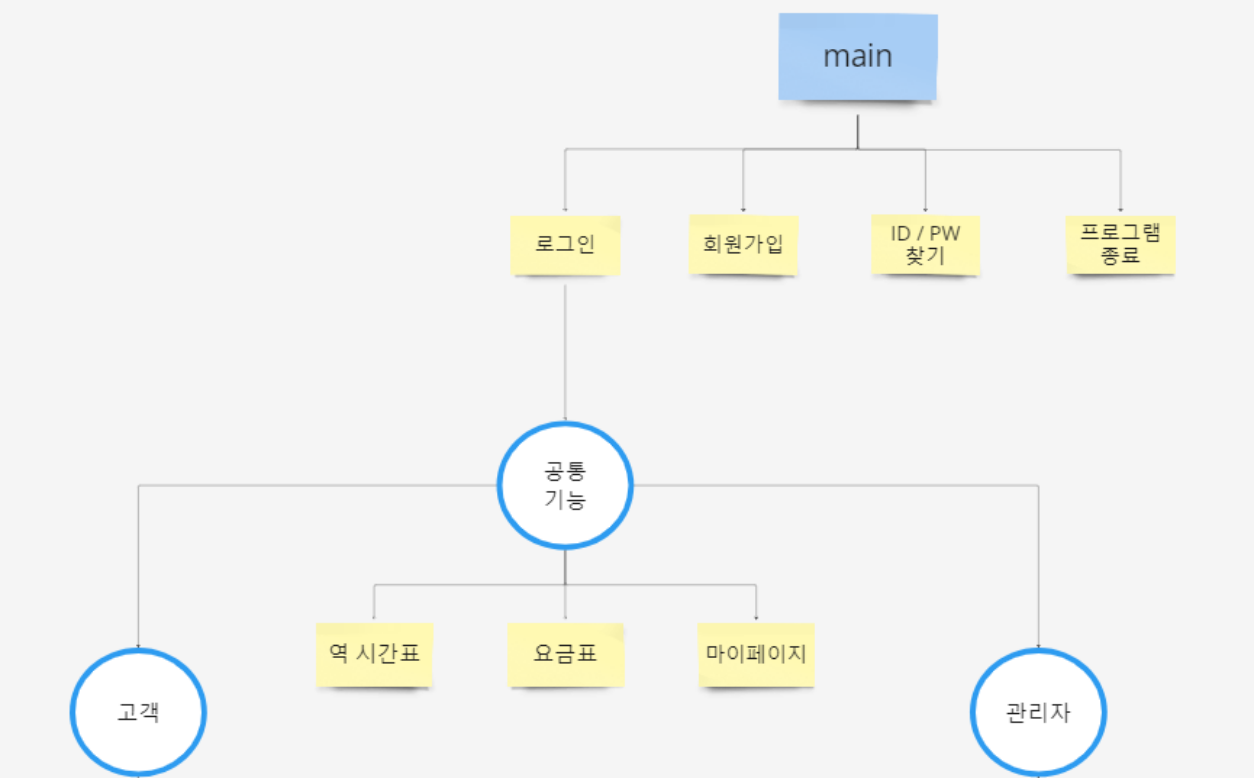 main
로그인
회원가입
ID / PW
찾기
프로그램
종료
공통
기능
역 시간표
요금표
마이페이지
고객
관리자